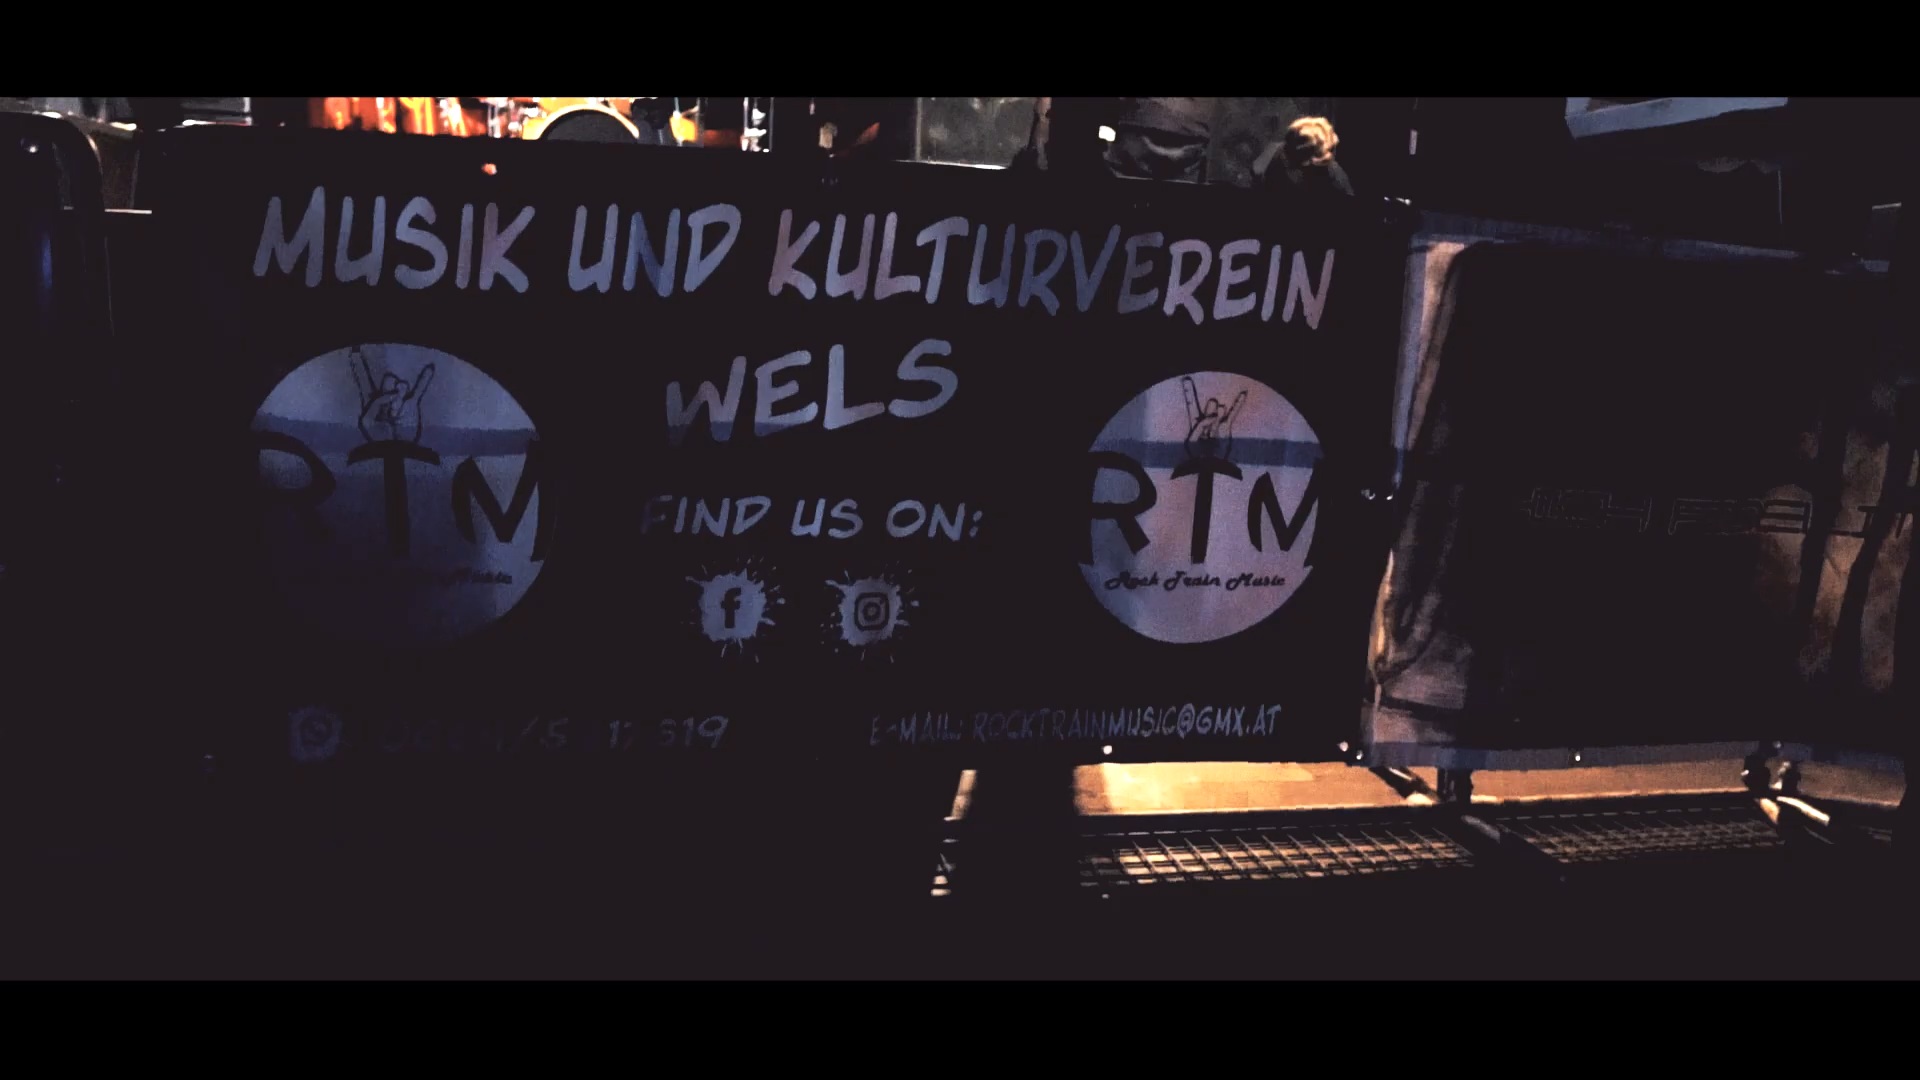 MUSIK UND KULTURVEREIN
WELS
RTM
RTM
Rock Train Music
FIND US ON:
E-MAIL: ROCKTRAINMUSIC@GMX.AT